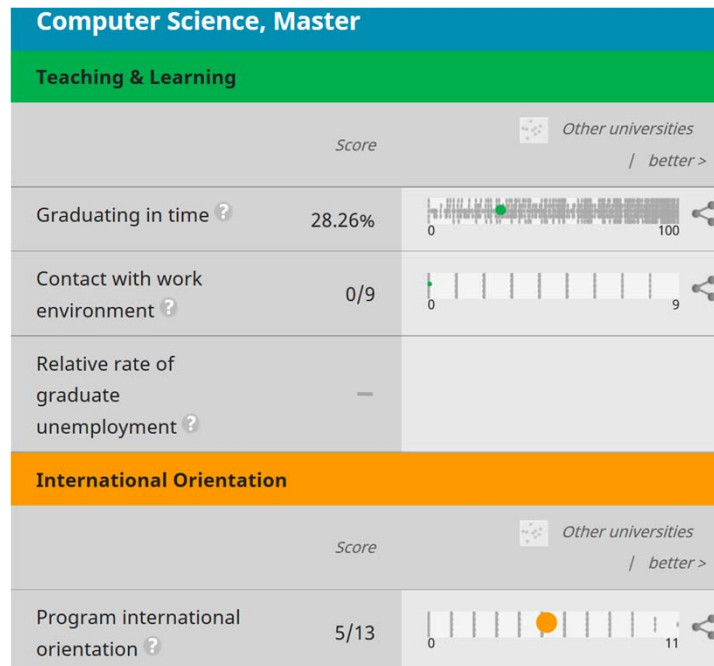 Computer Science, Master
Teaching & Learning
Score
Other universities
| better >
Graduating in time ?
28.26%
0 100
Contact with work
environment ?
0/9
0 9
Relative rate of
graduate
unemployment ?
–
International Orientation
Score
Other universities
| better >
Program international
orientation ?
5/13
0 11